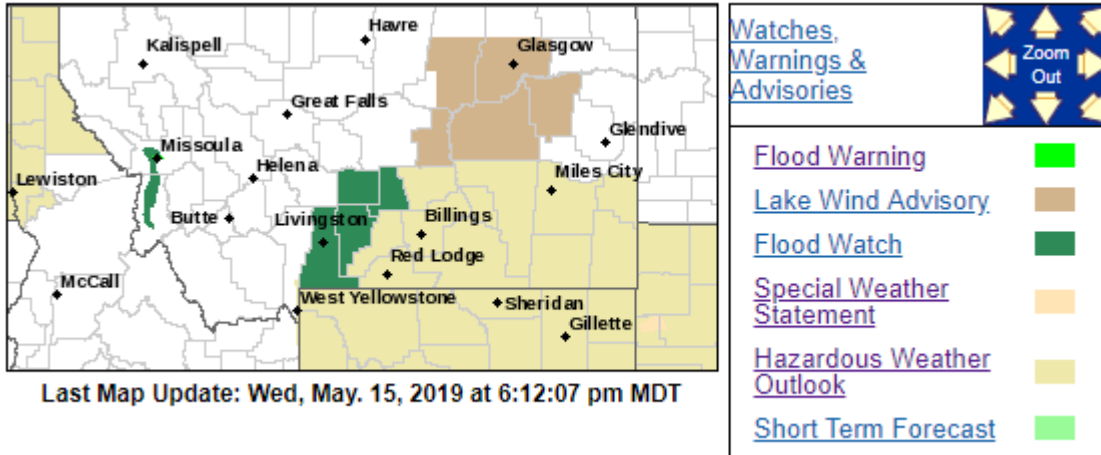 Havre
Kalispell
Glasgow
Great Falls
Glendive
Missoula
Helena
Miles City
Lewiston
Butte
Livingston
Billings
Red Lodge
McCall
West Yellowstone
Sheridan
Gillette
Last Map Update: Wed, May. 15, 2019 at 6:12:07 pm MDT
Watches,
Warnings &
Advisories
Zoom
Out
Flood Warning
Lake Wind Advisory
Flood Watch
Special Weather
Statement
Hazardous Weather
Outlook
Short Term Forecast